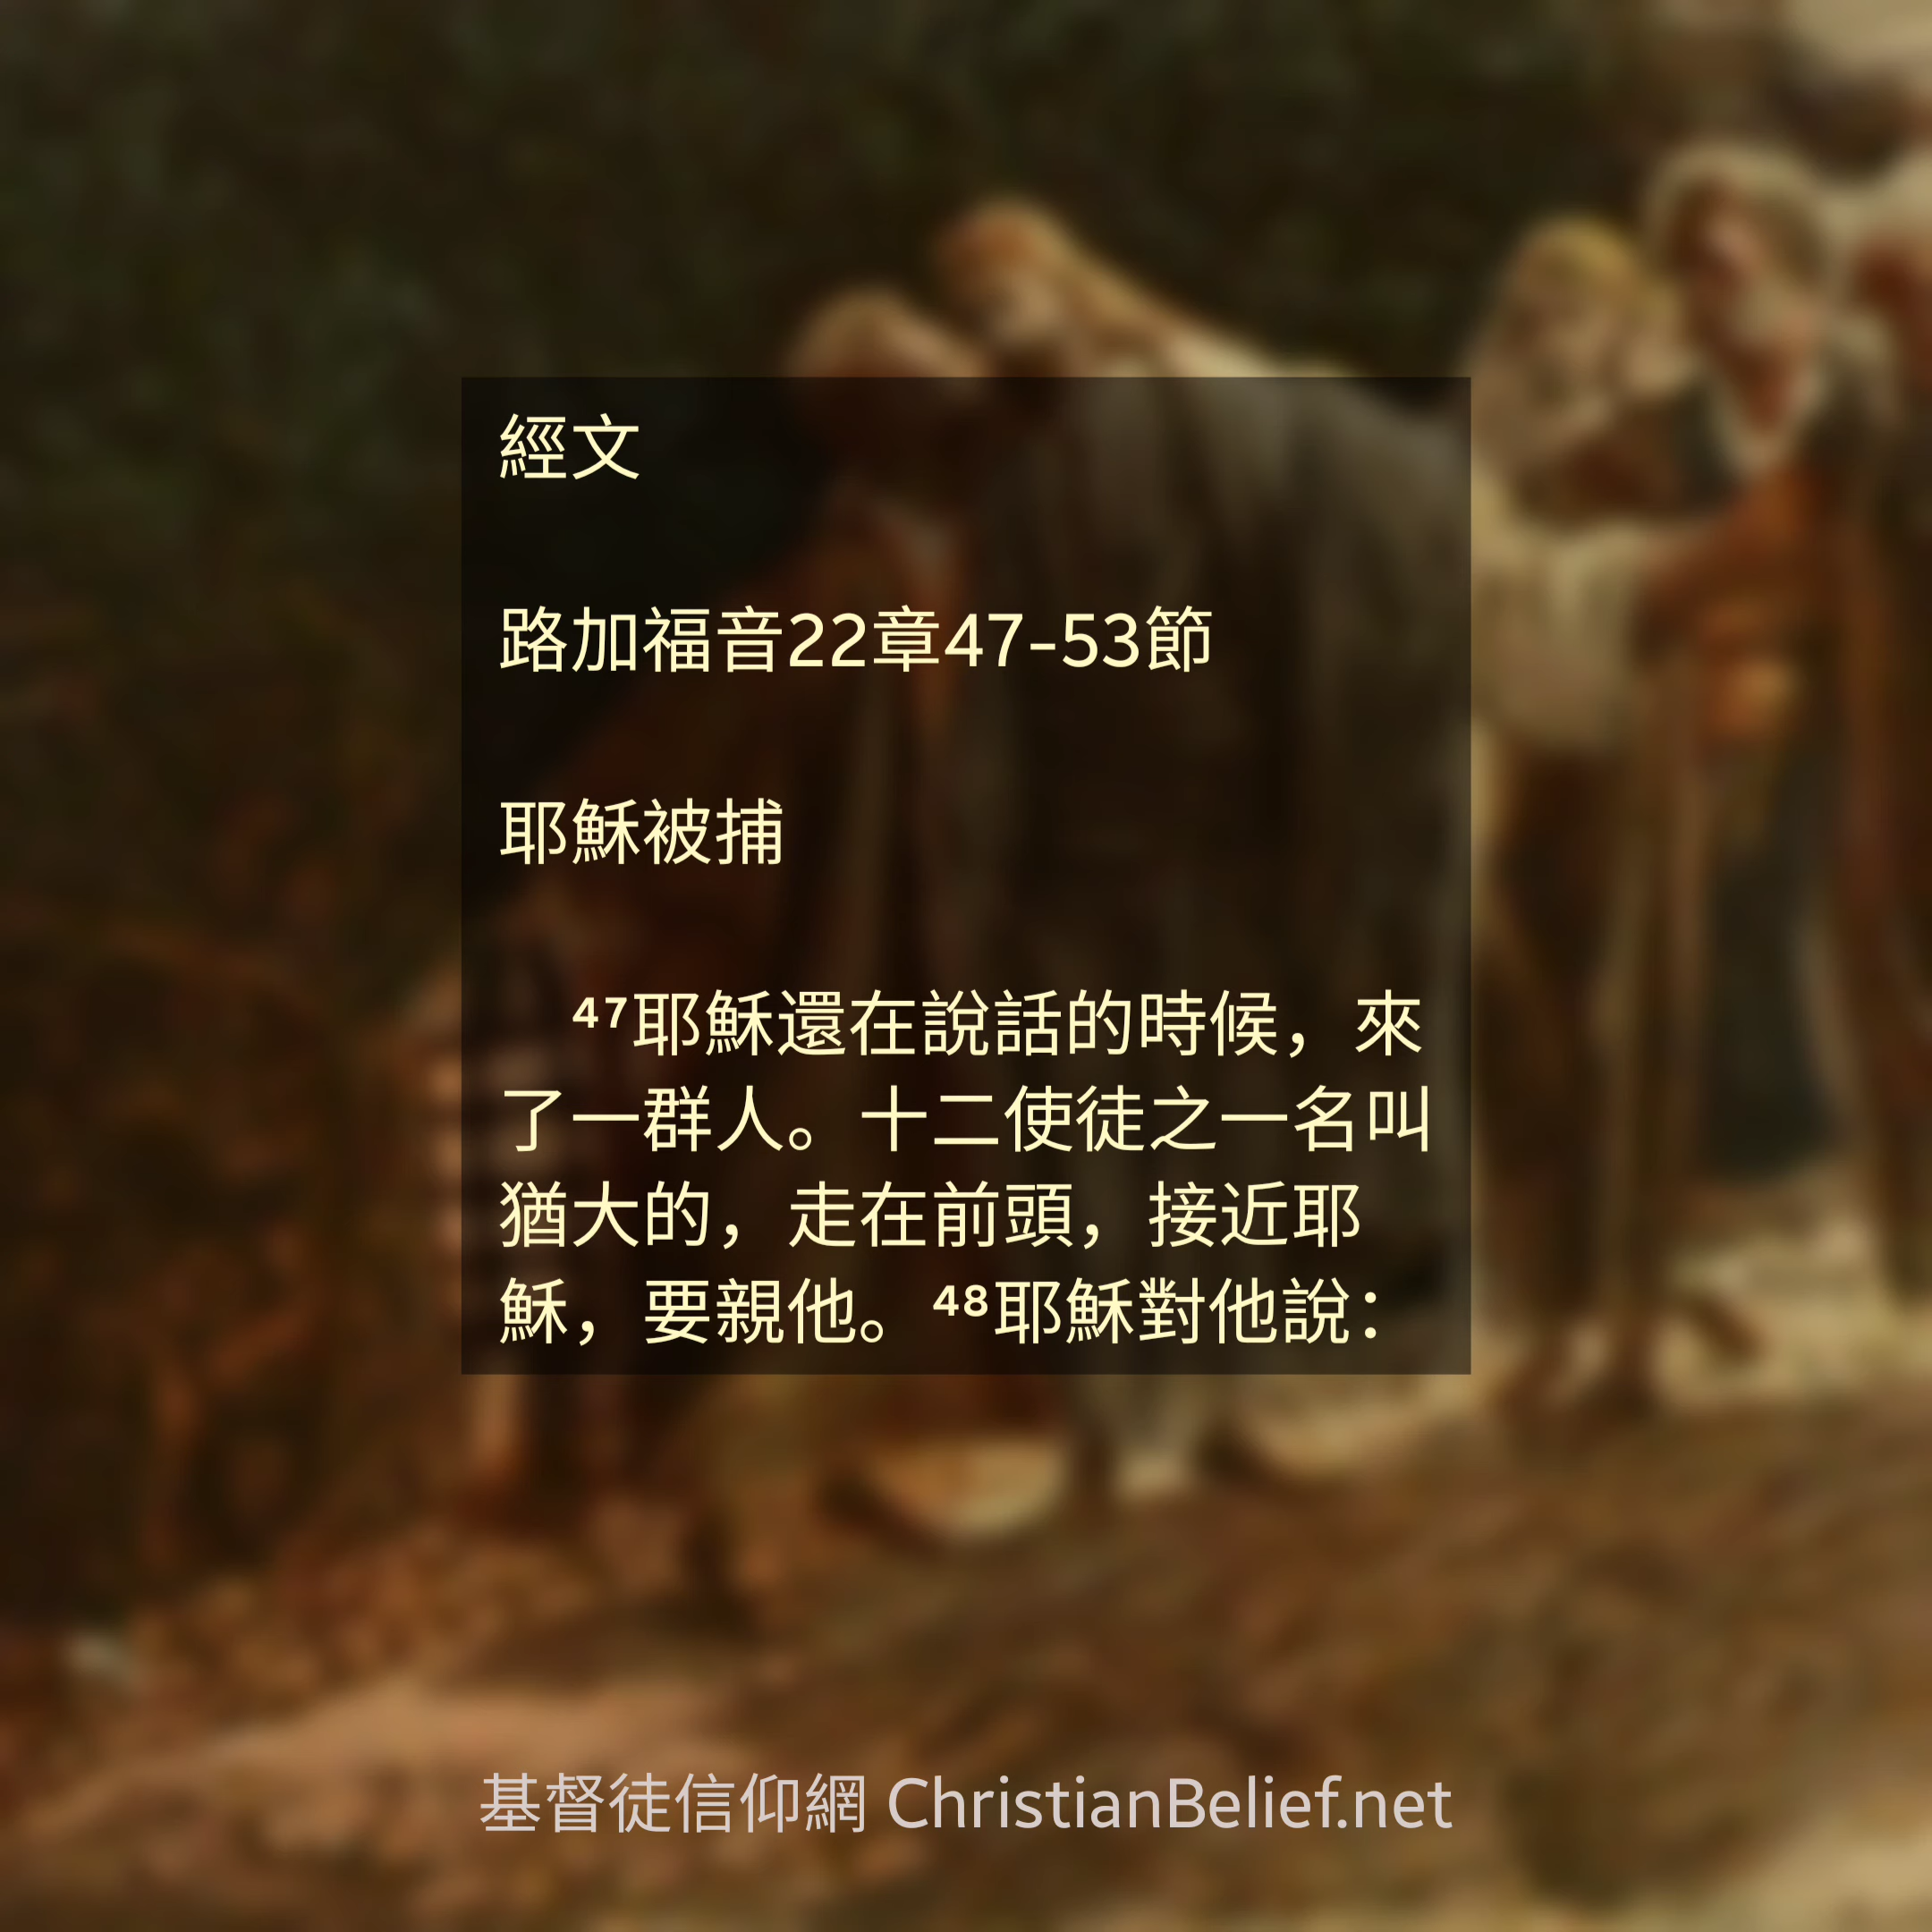 經文
路加福音22章47-53節
耶穌被捕
⁴⁷耶穌還在說話的時候，來
了一群人。十二使徒之一名叫
猶大的，走在前頭，接近耶
穌，要親他。⁴⁸耶穌對他說：
基督徒信仰網 ChristianBelief.net